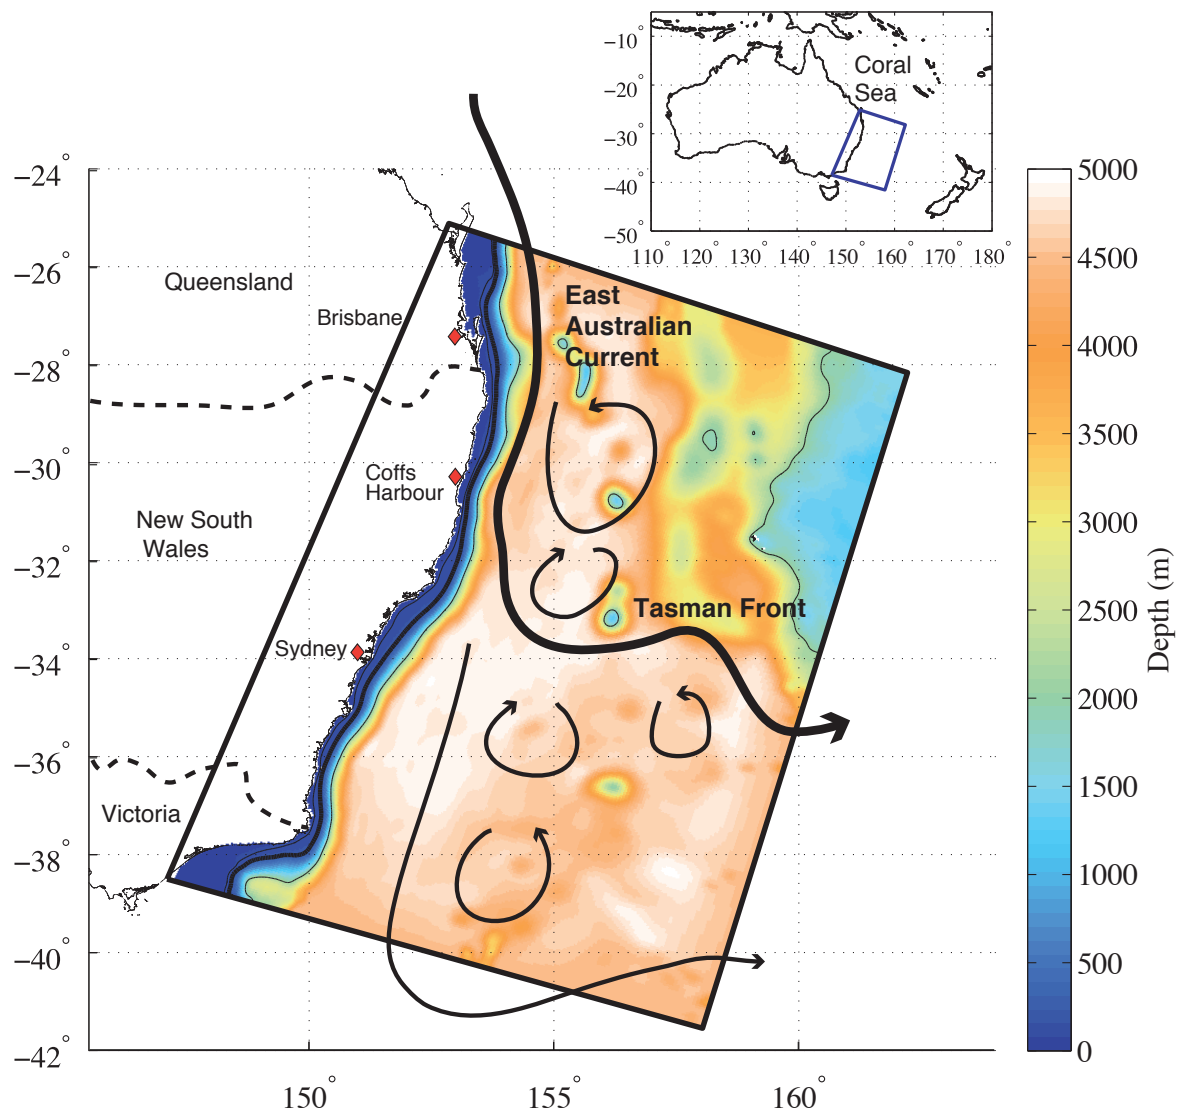 Coral
Sea
−10°
−20°
−30°
−40°
−50°
110° 120° 130° 140° 150° 160° 170° 180°
−24°
−26°
−28°
−30°
−32°
−34°
−36°
−38°
−40°
−42°
150° 155° 160°
Queensland
Brisbane
East
Australian
Current
Coffs
Harbour
New South
Wales
Tasman Front
Sydney
Victoria
5000
4500
4000
3500
3000
2500
2000
1500
1000
500
0
Depth (m)